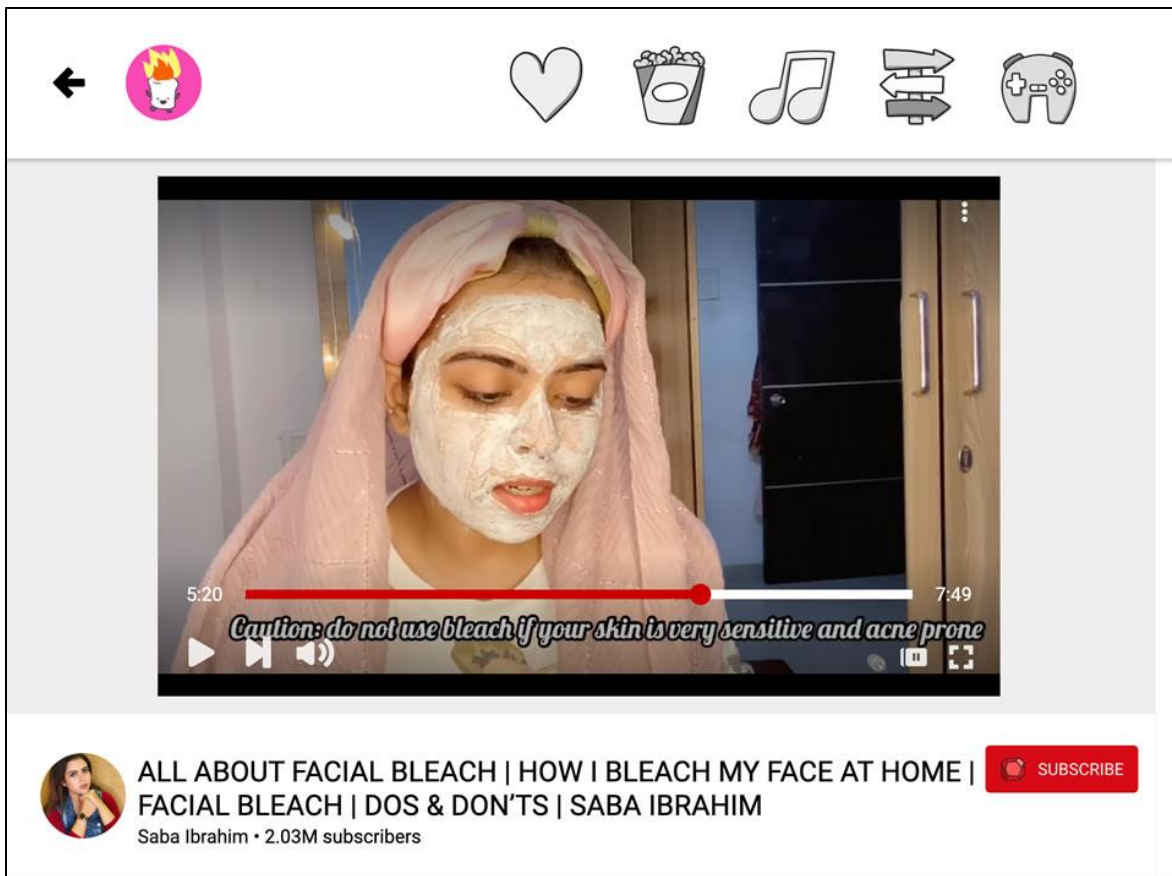 5:20
7:49
Caution: do not use bleach if your skin is very sensitive and acne prone
ALL ABOUT FACIAL BLEACH | HOW I BLEACH MY FACE AT HOME |
FACIAL BLEACH | DOS & DON’TS | SABA IBRAHIM
SUBSCRIBE
Saba Ibrahim • 2.03M subscribers